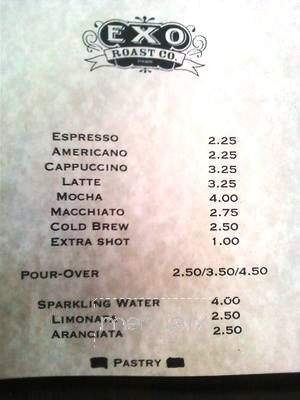 EXO
ROAST CO.
ESPRESSO 2.25
AMERICANO 2.25
CAPPUCCINO 3.25
LATTE 3.25
MOCHA 4.00
MACCHIATO 2.75
COLD BREW 2.50
EXTRA SHOT 1.00
POUR-OVER 2.50/3.50/4.50
SPARKLING WATER 4.00
LIMONATA 2.50
ARANCIATA 2.50
PASTRY